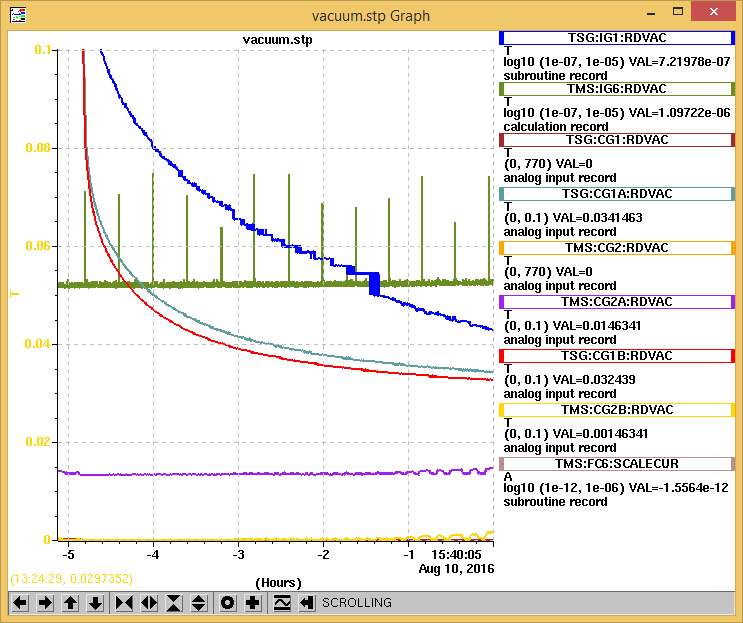 vacuum.stp Graph
vacuum.stp
0.1
0.08
0.06
T
0.04
0.02
0
-5
-4
-3
-2
-1
15:40:05
Aug 10, 2016
(13:24:29, 0.0297352)
(Hours)
TSG:IG1:RDVAC
T
log10 (1e-07, 1e-05) VAL=7.21978e-07
subroutine record
TMS:IG6:RDVAC
T
log10 (1e-07, 1e-05) VAL=1.09722e-06
calculation record
TSG:CG1:RDVAC
T
(0, 770) VAL=0
analog input record
TSG:CG1A:RDVAC
T
(0, 0.1) VAL=0.0341463
analog input record
TMS:CG2:RDVAC
T
(0, 770) VAL=0
analog input record
TMS:CG2A:RDVAC
T
(0, 0.1) VAL=0.0146341
analog input record
TSG:CG1B:RDVAC
T
(0, 0.1) VAL=0.032439
analog input record
TMS:CG2B:RDVAC
T
(0, 0.1) VAL=0.00146341
analog input record
TMS:FC6:SCALECUR
A
log10 (1e-12, 1e-06) VAL=-1.5564e-12
subroutine record
SCROLLING